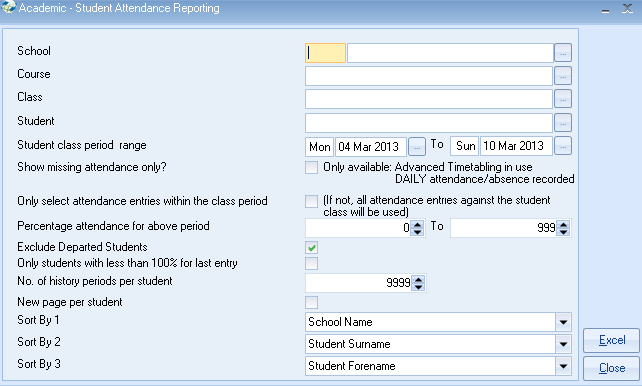 Academic - Student Attendance Reporting
School
...
Course
...
Class
...
Student
...
Student class period range Mon 04 Mar 2013 ... To Sun 10 Mar 2013 ...
Show missing attendance only? Only available: Advanced Timetabling in use
DAILY attendance/absence recorded
Only select attendance entries within the class period (If not, all attendance entries against the student
class will be used)
Percentage attendance for above period 0 To 999
Exclude Departed Students
Only students with less than 100% for last entry
No. of history periods per student 9999
New page per student
Sort By 1 School Name
Sort By 2 Student Surname
Sort By 3 Student Forename
Excel
Close